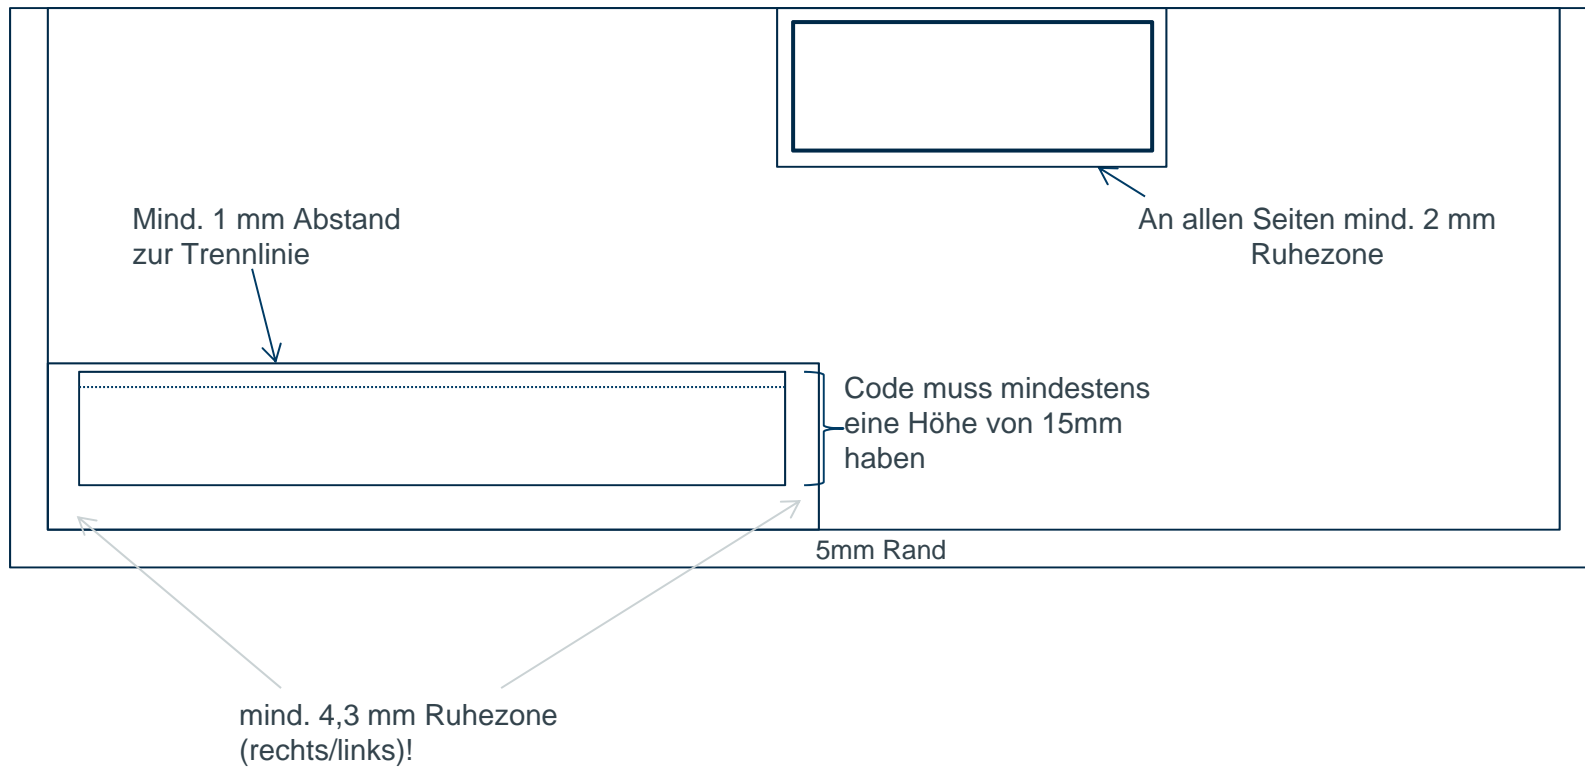 Mind. 1 mm Abstand
zur Trennlinie
An allen Seiten mind. 2 mm
Ruhezone
Code muss mindestens
eine Höhe von 15mm
haben
5mm Rand
mind. 4,3 mm Ruhezone
(rechts/links)!